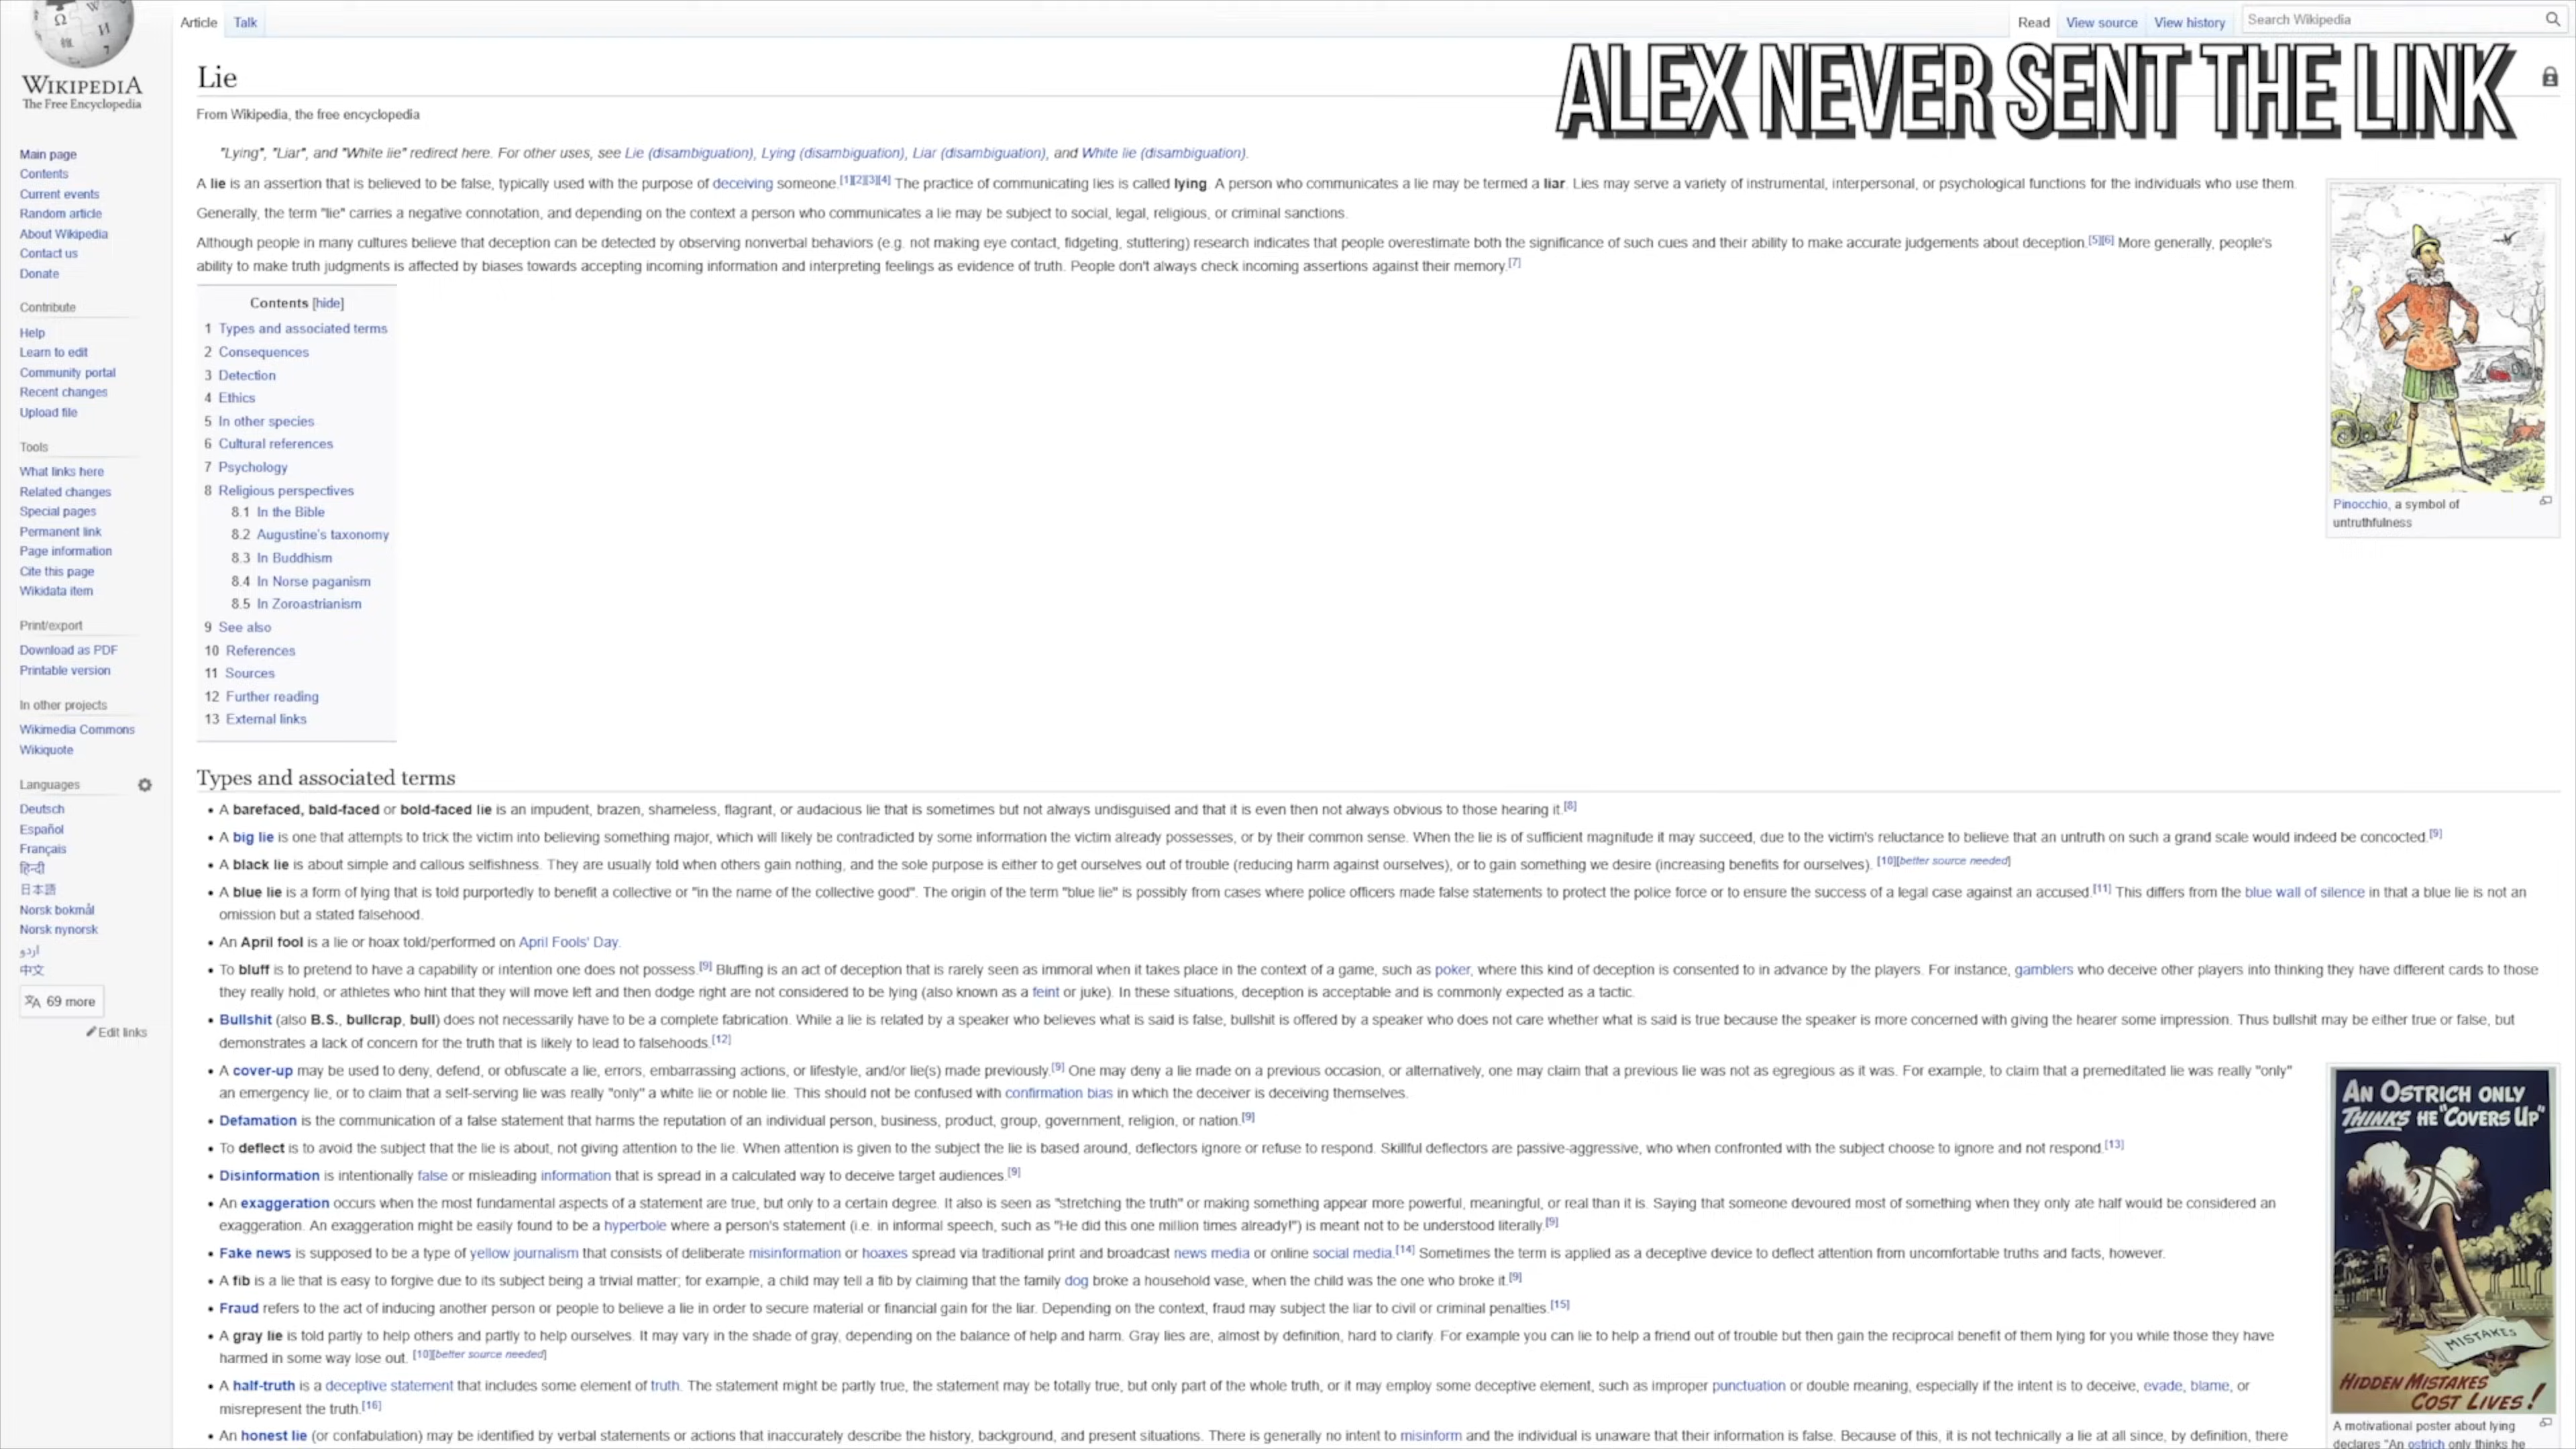 Ω W И
WIKIPEDIA
The Free Encyclopedia
Main page
Contents
Current events
Random article
About Wikipedia
Contact us
Donate
Contribute
Help
Learn to edit
Community portal
Recent changes
Upload file
Tools
What links here
Related changes
Special pages
Permanent link
Page information
Cite this page
Wikidata item
Print/export
Download as PDF
Printable version
In other projects
Wikimedia Commons
Wikiquote
Languages
Deutsch
Español
Français
हिन्दी
日本語
Norsk bokmål
Norsk nynorsk
اردو
中文
69 more
Edit links
Article Talk
Read View source View history Search Wikipedia
ALEX NEVER SENT THE LINK
Lie
From Wikipedia, the free encyclopedia
"Lying", "Liar", and "White lie" redirect here. For other uses, see Lie (disambiguation), Lying (disambiguation), Liar (disambiguation), and White lie (disambiguation).
A lie is an assertion that is believed to be false, typically used with the purpose of deceiving someone.[1][2][3][4] The practice of communicating lies is called lying. A person who communicates a lie may be termed a liar. Lies may serve a variety of instrumental, interpersonal, or psychological functions for the individuals who use them.
Generally, the term "lie" carries a negative connotation, and depending on the context a person who communicates a lie may be subject to social, legal, religious, or criminal sanctions.
Although people in many cultures believe that deception can be detected by observing nonverbal behaviors (e.g. not making eye contact, fidgeting, stuttering) research indicates that people overestimate both the significance of such cues and their ability to make accurate judgements about deception.[5][6] More generally, people's
ability to make truth judgments is affected by biases towards accepting incoming information and interpreting feelings as evidence of truth. People don't always check incoming assertions against their memory.[7]
Pinocchio, a symbol of
untruthfulness
Contents [hide]
1 Types and associated terms
2 Consequences
3 Detection
4 Ethics
5 In other species
6 Cultural references
7 Psychology
8 Religious perspectives
8.1 In the Bible
8.2 Augustine's taxonomy
8.3 In Buddhism
8.4 In Norse paganism
8.5 In Zoroastrianism
9 See also
10 References
11 Sources
12 Further reading
13 External links
Types and associated terms
• A barefaced, bald-faced or bold-faced lie is an impudent, brazen, shameless, flagrant, or audacious lie that is sometimes but not always undisguised and that it is even then not always obvious to those hearing it.[8]
• A big lie is one that attempts to trick the victim into believing something major, which will likely be contradicted by some information the victim already possesses, or by their common sense. When the lie is of sufficient magnitude it may succeed, due to the victim's reluctance to believe that an untruth on such a grand scale would indeed be concocted.[9]
• A black lie is about simple and callous selfishness. They are usually told when others gain nothing, and the sole purpose is either to get ourselves out of trouble (reducing harm against ourselves), or to gain something we desire (increasing benefits for ourselves). [10][better source needed]
• A blue lie is a form of lying that is told purportedly to benefit a collective or "in the name of the collective good". The origin of the term "blue lie" is possibly from cases where police officers made false statements to protect the police force or to ensure the success of a legal case against an accused.[11] This differs from the blue wall of silence in that a blue lie is not an
omission but a stated falsehood.
• An April fool is a lie or hoax told/performed on April Fools' Day.
• To bluff is to pretend to have a capability or intention one does not possess.[9] Bluffing is an act of deception that is rarely seen as immoral when it takes place in the context of a game, such as poker, where this kind of deception is consented to in advance by the players. For instance, gamblers who deceive other players into thinking they have different cards to those
they really hold, or athletes who hint that they will move left and then dodge right are not considered to be lying (also known as a feint or juke). In these situations, deception is acceptable and is commonly expected as a tactic.
• Bullshit (also B.S., bullcrap, bull) does not necessarily have to be a complete fabrication. While a lie is related by a speaker who believes what is said is false, bullshit is offered by a speaker who does not care whether what is said is true because the speaker is more concerned with giving the hearer some impression. Thus bullshit may be either true or false, but
demonstrates a lack of concern for the truth that is likely to lead to falsehoods.[12]
• A cover-up may be used to deny, defend, or obfuscate a lie, errors, embarrassing actions, or lifestyle, and/or lie(s) made previously.[9] One may deny a lie made on a previous occasion, or alternatively, one may claim that a previous lie was not as egregious as it was. For example, to claim that a premeditated lie was really "only"
an emergency lie, or to claim that a self-serving lie was really "only" a white lie or noble lie. This should not be confused with confirmation bias in which the deceiver is deceiving themselves.
• Defamation is the communication of a false statement that harms the reputation of an individual person, business, product, group, government, religion, or nation.[9]
• To deflect is to avoid the subject that the lie is about, not giving attention to the lie. When attention is given to the subject the lie is based around, deflectors ignore or refuse to respond. Skillful deflectors are passive-aggressive, who when confronted with the subject choose to ignore and not respond.[13]
• Disinformation is intentionally false or misleading information that is spread in a calculated way to deceive target audiences.[9]
• An exaggeration occurs when the most fundamental aspects of a statement are true, but only to a certain degree. It also is seen as "stretching the truth" or making something appear more powerful, meaningful, or real than it is. Saying that someone devoured most of something when they only ate half would be considered an
exaggeration. An exaggeration might be easily found to be a hyperbole where a person's statement (i.e. in informal speech, such as "He did this one million times already!") is meant not to be understood literally.[9]
• Fake news is supposed to be a type of yellow journalism that consists of deliberate misinformation or hoaxes spread via traditional print and broadcast news media or online social media.[14] Sometimes the term is applied as a deceptive device to deflect attention from uncomfortable truths and facts, however.
• A fib is a lie that is easy to forgive due to its subject being a trivial matter; for example, a child may tell a fib by claiming that the family dog broke a household vase, when the child was the one who broke it.[9]
• Fraud refers to the act of inducing another person or people to believe a lie in order to secure material or financial gain for the liar. Depending on the context, fraud may subject the liar to civil or criminal penalties.[15]
• A gray lie is told partly to help others and partly to help ourselves. It may vary in the shade of gray, depending on the balance of help and harm. Gray lies are, almost by definition, hard to clarify. For example you can lie to help a friend out of trouble but then gain the reciprocal benefit of them lying for you while those they have
harmed in some way lose out. [10][better source needed]
• A half-truth is a deceptive statement that includes some element of truth. The statement might be partly true, the statement may be totally true, but only part of the whole truth, or it may employ some deceptive element, such as improper punctuation or double meaning, especially if the intent is to deceive, evade, blame, or
misrepresent the truth.[16]
• An honest lie (or confabulation) may be identified by verbal statements or actions that inaccurately describe the history, background, and present situations. There is generally no intent to misinform and the individual is unaware that their information is false. Because of this, it is not technically a lie at all since, by definition, there
AN OSTRICH ONLY
THINKS HE "COVERS UP"
MISTAKES
HIDDEN MISTAKES
COST LIVES!
A motivational poster about lying
declares "An ostrich only thinks he